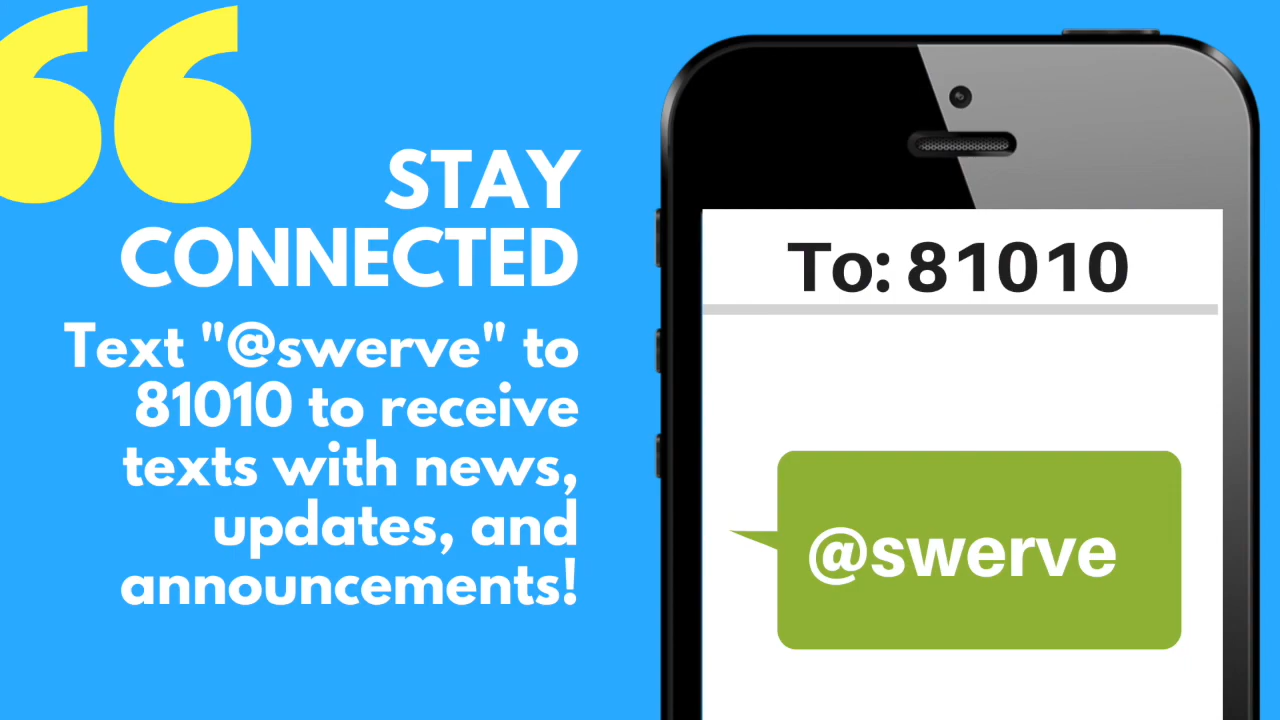 STAY
CONNECTED
Text "@swerve" to
81010 to receive
texts with news,
updates, and
announcements!
To: 81010
@swerve